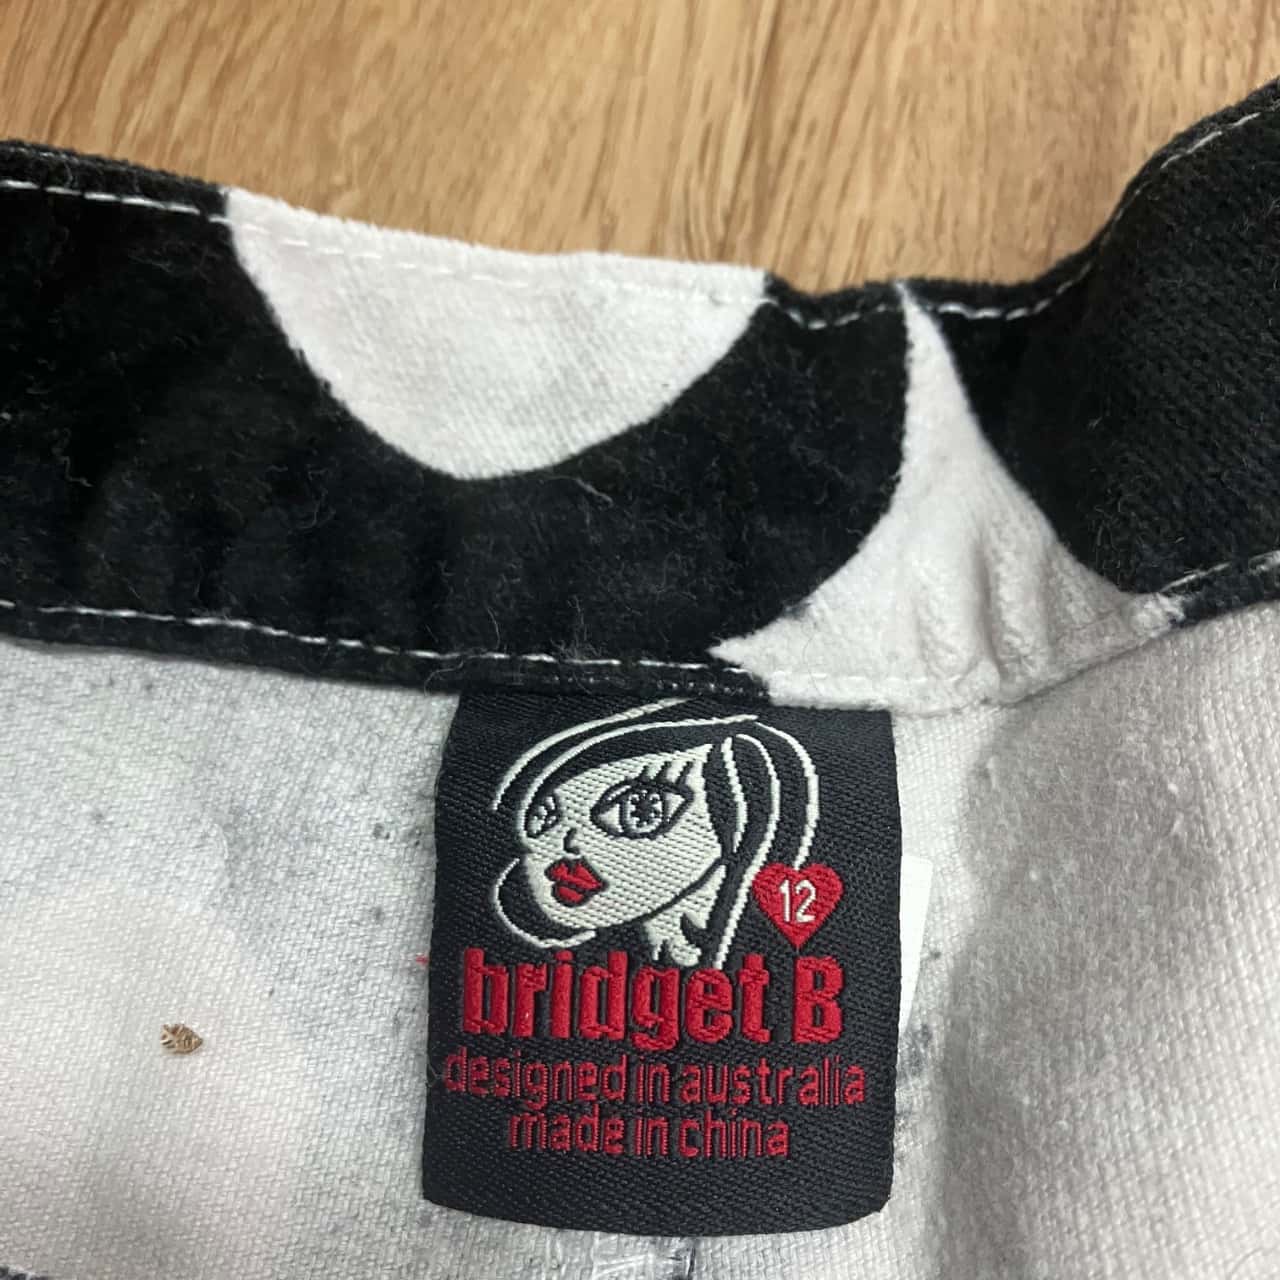 12
bridget B
designed in australia
made in china